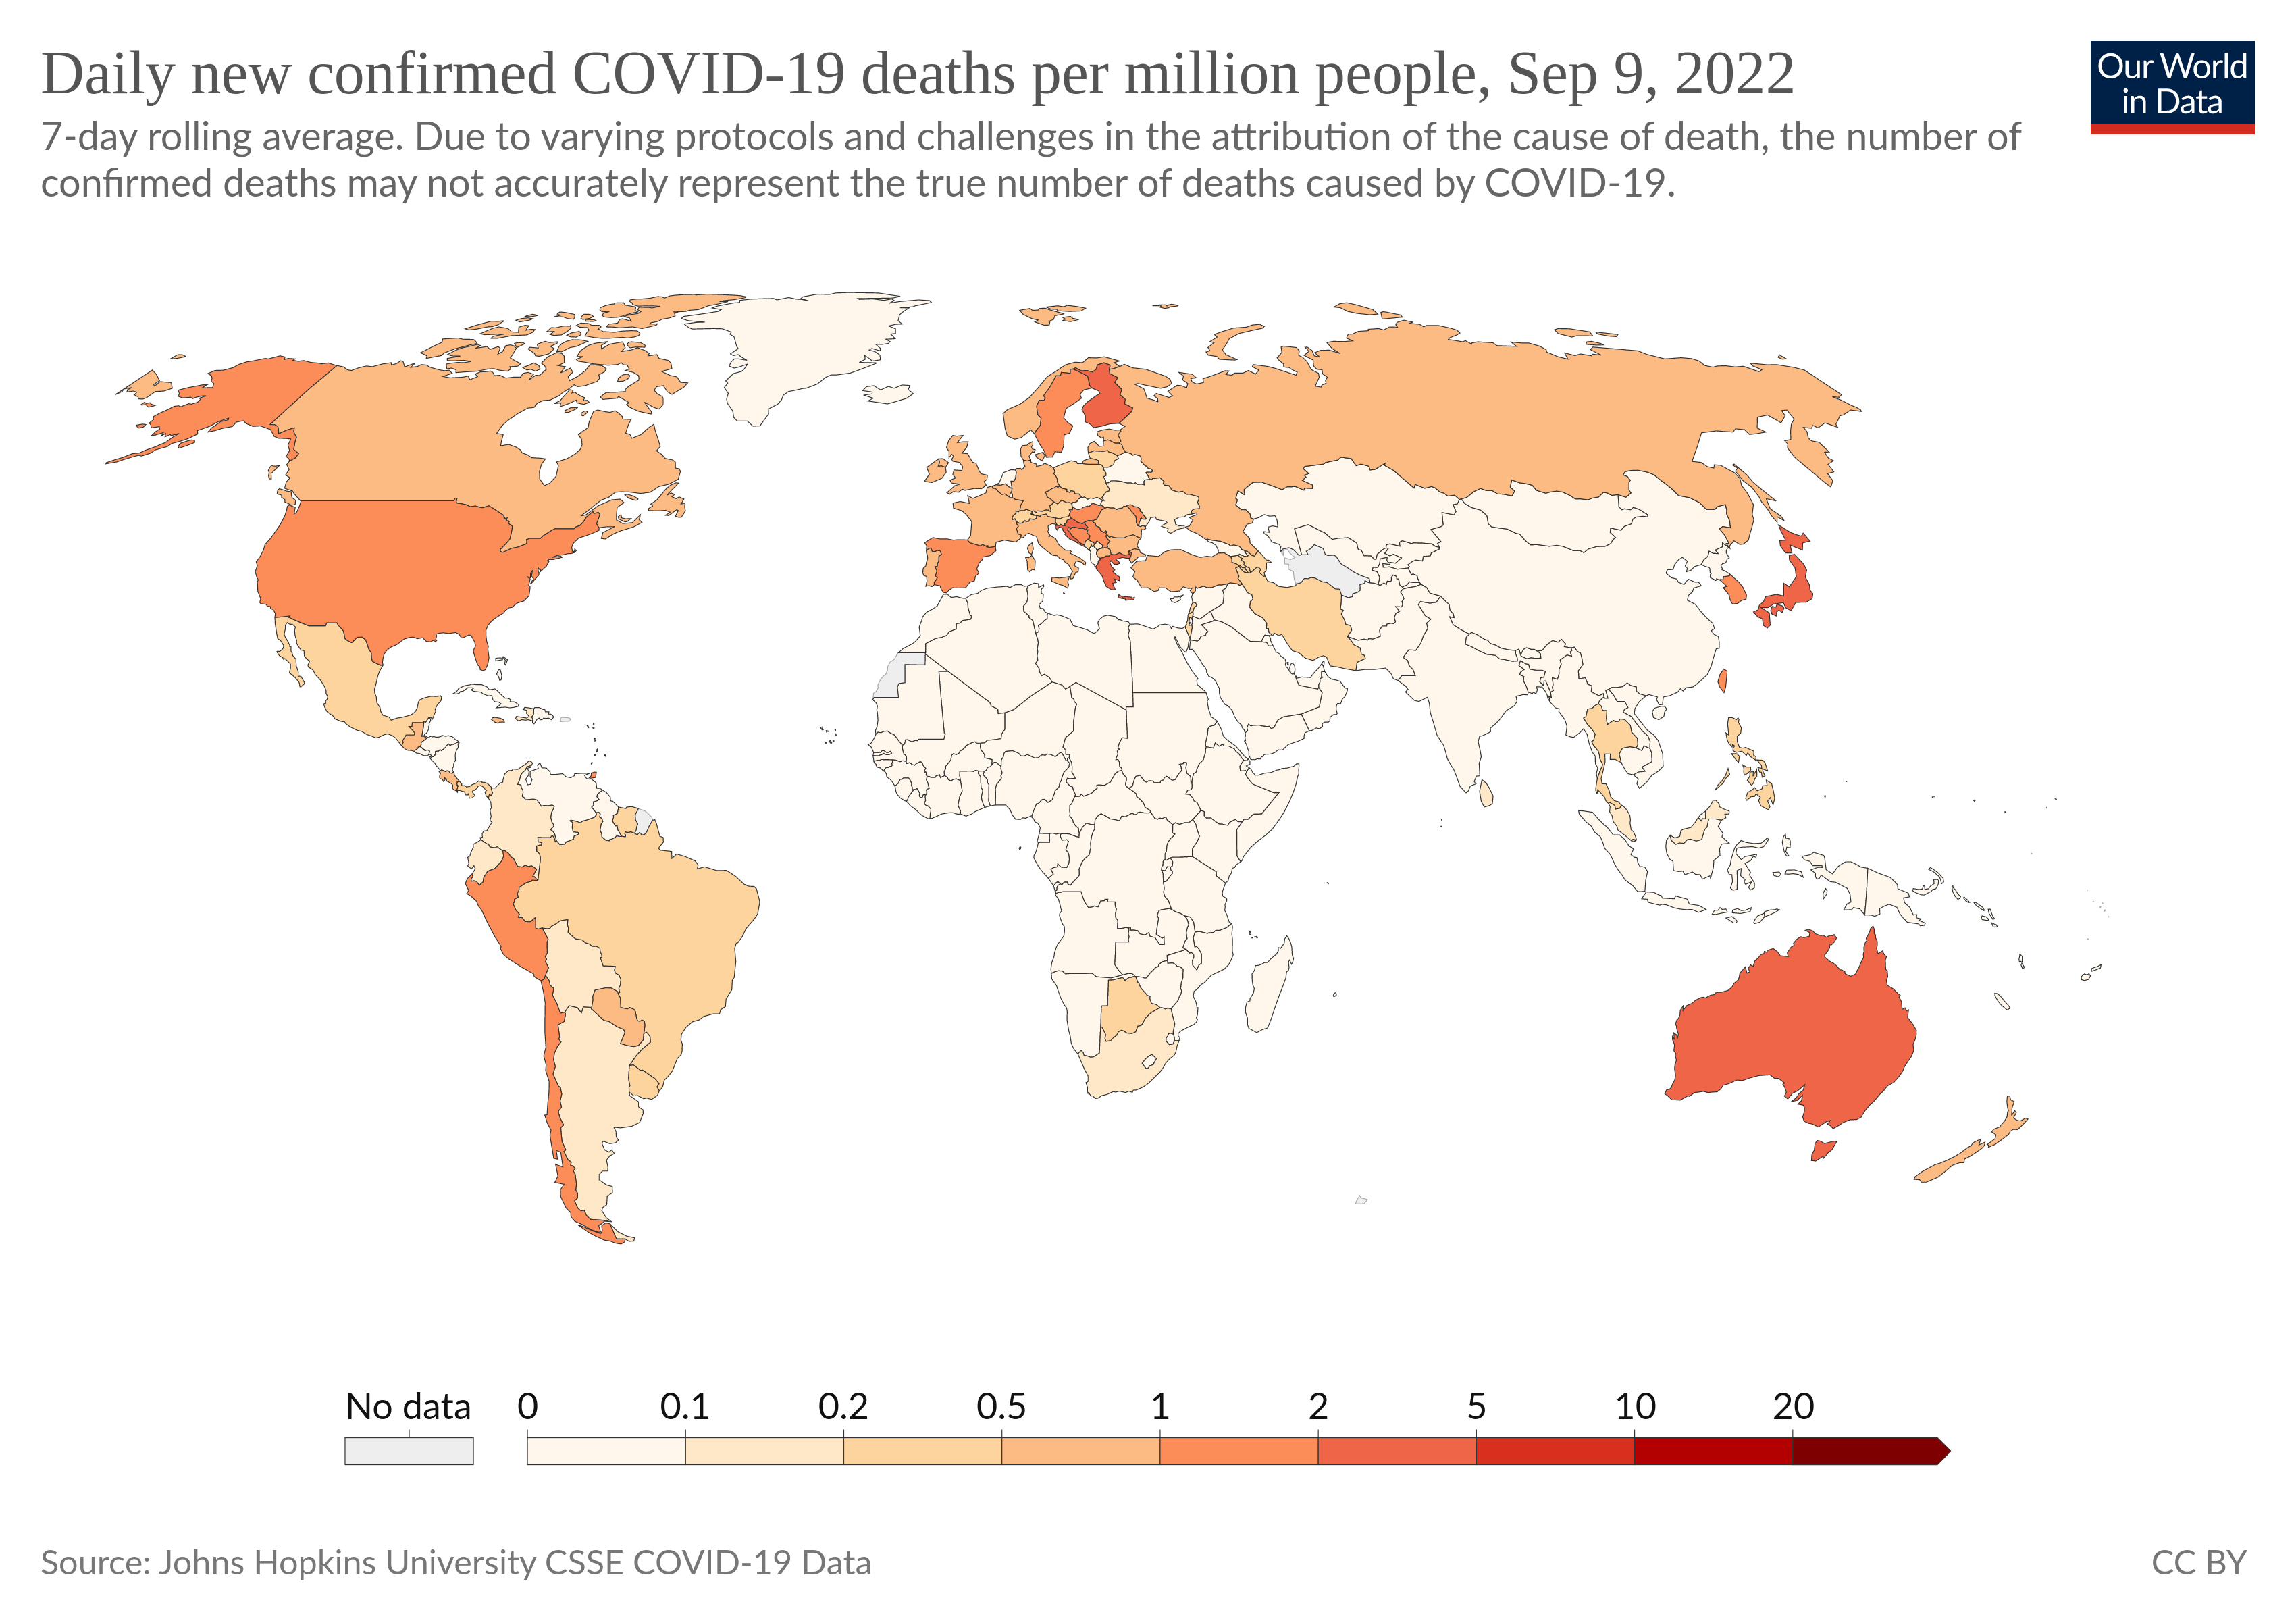 Daily new confirmed COVID-19 deaths per million people, Sep 9, 2022
Our World
in Data
7-day rolling average. Due to varying protocols and challenges in the attribution of the cause of death, the number of
confirmed deaths may not accurately represent the true number of deaths caused by COVID-19.
No data 0 0.1 0.2 0.5 1 2 5 10 20
Source: Johns Hopkins University CSSE COVID-19 Data
CC BY